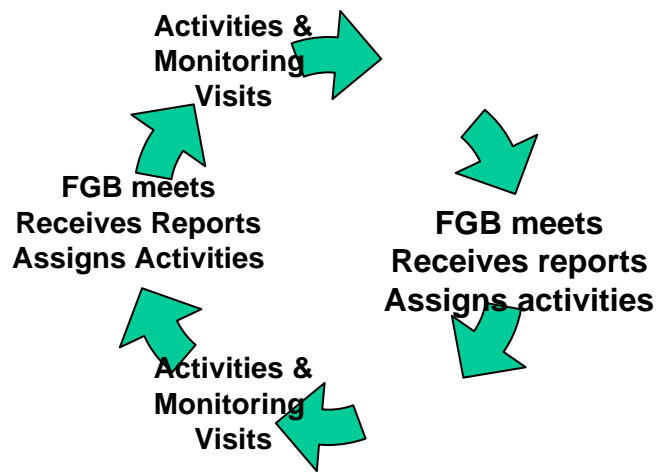 Activities &
Monitoring
Visits
FGB meets
Receives Reports
Assigns Activities
FGB meets
Receives reports
Assigns activities
Activities &
Monitoring
Visits